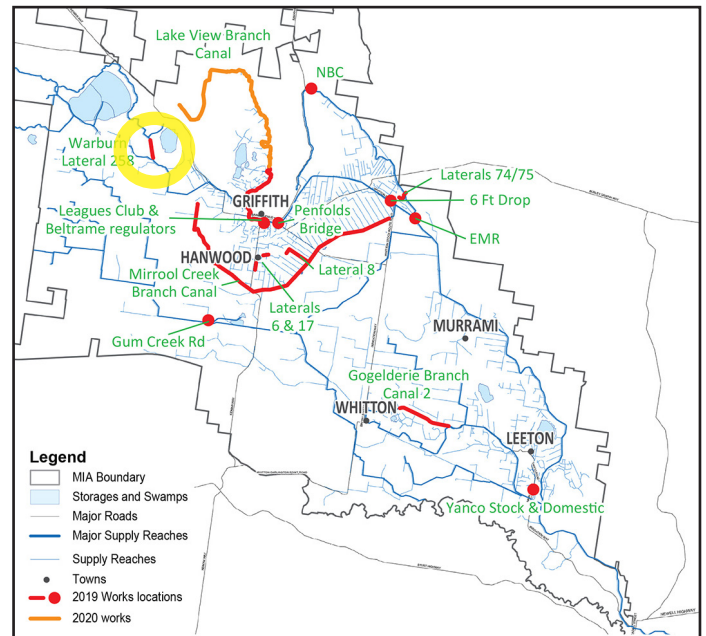 Lake View Branch
Canal
NBC
Warburn
Lateral 258
Laterals 74/75
6 Ft Drop
GRIFFITH
Leagues Club &
Beltrame regulators
Penfolds
Bridge
EMR
HANWOOD
Lateral 8
Mirrool Creek
Branch Canal
Laterals
6 & 17
Gum Creek Rd
MURRAMI
Gogelderie Branch
Canal 2
WHITTON
LEETON
Yanco Stock & Domestic
Legend
MIA Boundary
Storages and Swamps
Major Roads
Major Supply Reaches
Supply Reaches
Towns
2019 Works locations
2020 works